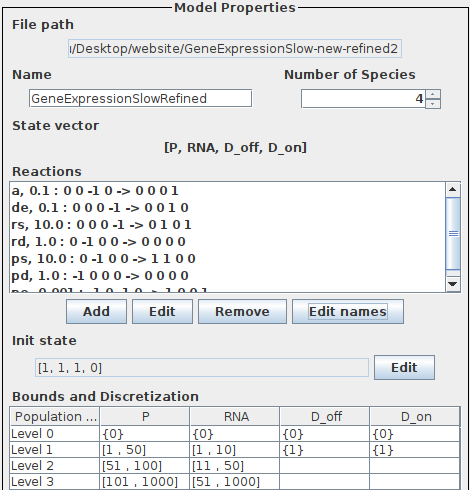 Model Properties
File path
ı/Desktop/website/GeneExpressionSlow-new-refined2
Name Number of Species
GeneExpressionSlowRefined 4
State vector
[P, RNA, D_off, D_on]
Reactions
a, 0.1 : 0 0 -1 0 -> 0 0 0 1
de, 0.1 : 0 0 0 -1 -> 0 0 1 0
rs, 10.0 : 0 0 0 -1 -> 0 1 0 1
rd, 1.0 : 0 -1 0 0 -> 0 0 0 0
ps, 10.0 : 0 -1 0 0 -> 1 1 0 0
pd, 1.0 : -1 0 0 0 -> 0 0 0 0
Add Edit Remove Edit names
Init state
[1, 1, 1, 0] Edit
Bounds and Discretization
Population ... P RNA D_off D_on
Level 0 {0} {0} {0} {0}
Level 1 [1 , 50] [1 , 10] {1} {1}
Level 2 [51 , 100] [11 , 50]
Level 3 [101 , 1000] [51 , 1000]